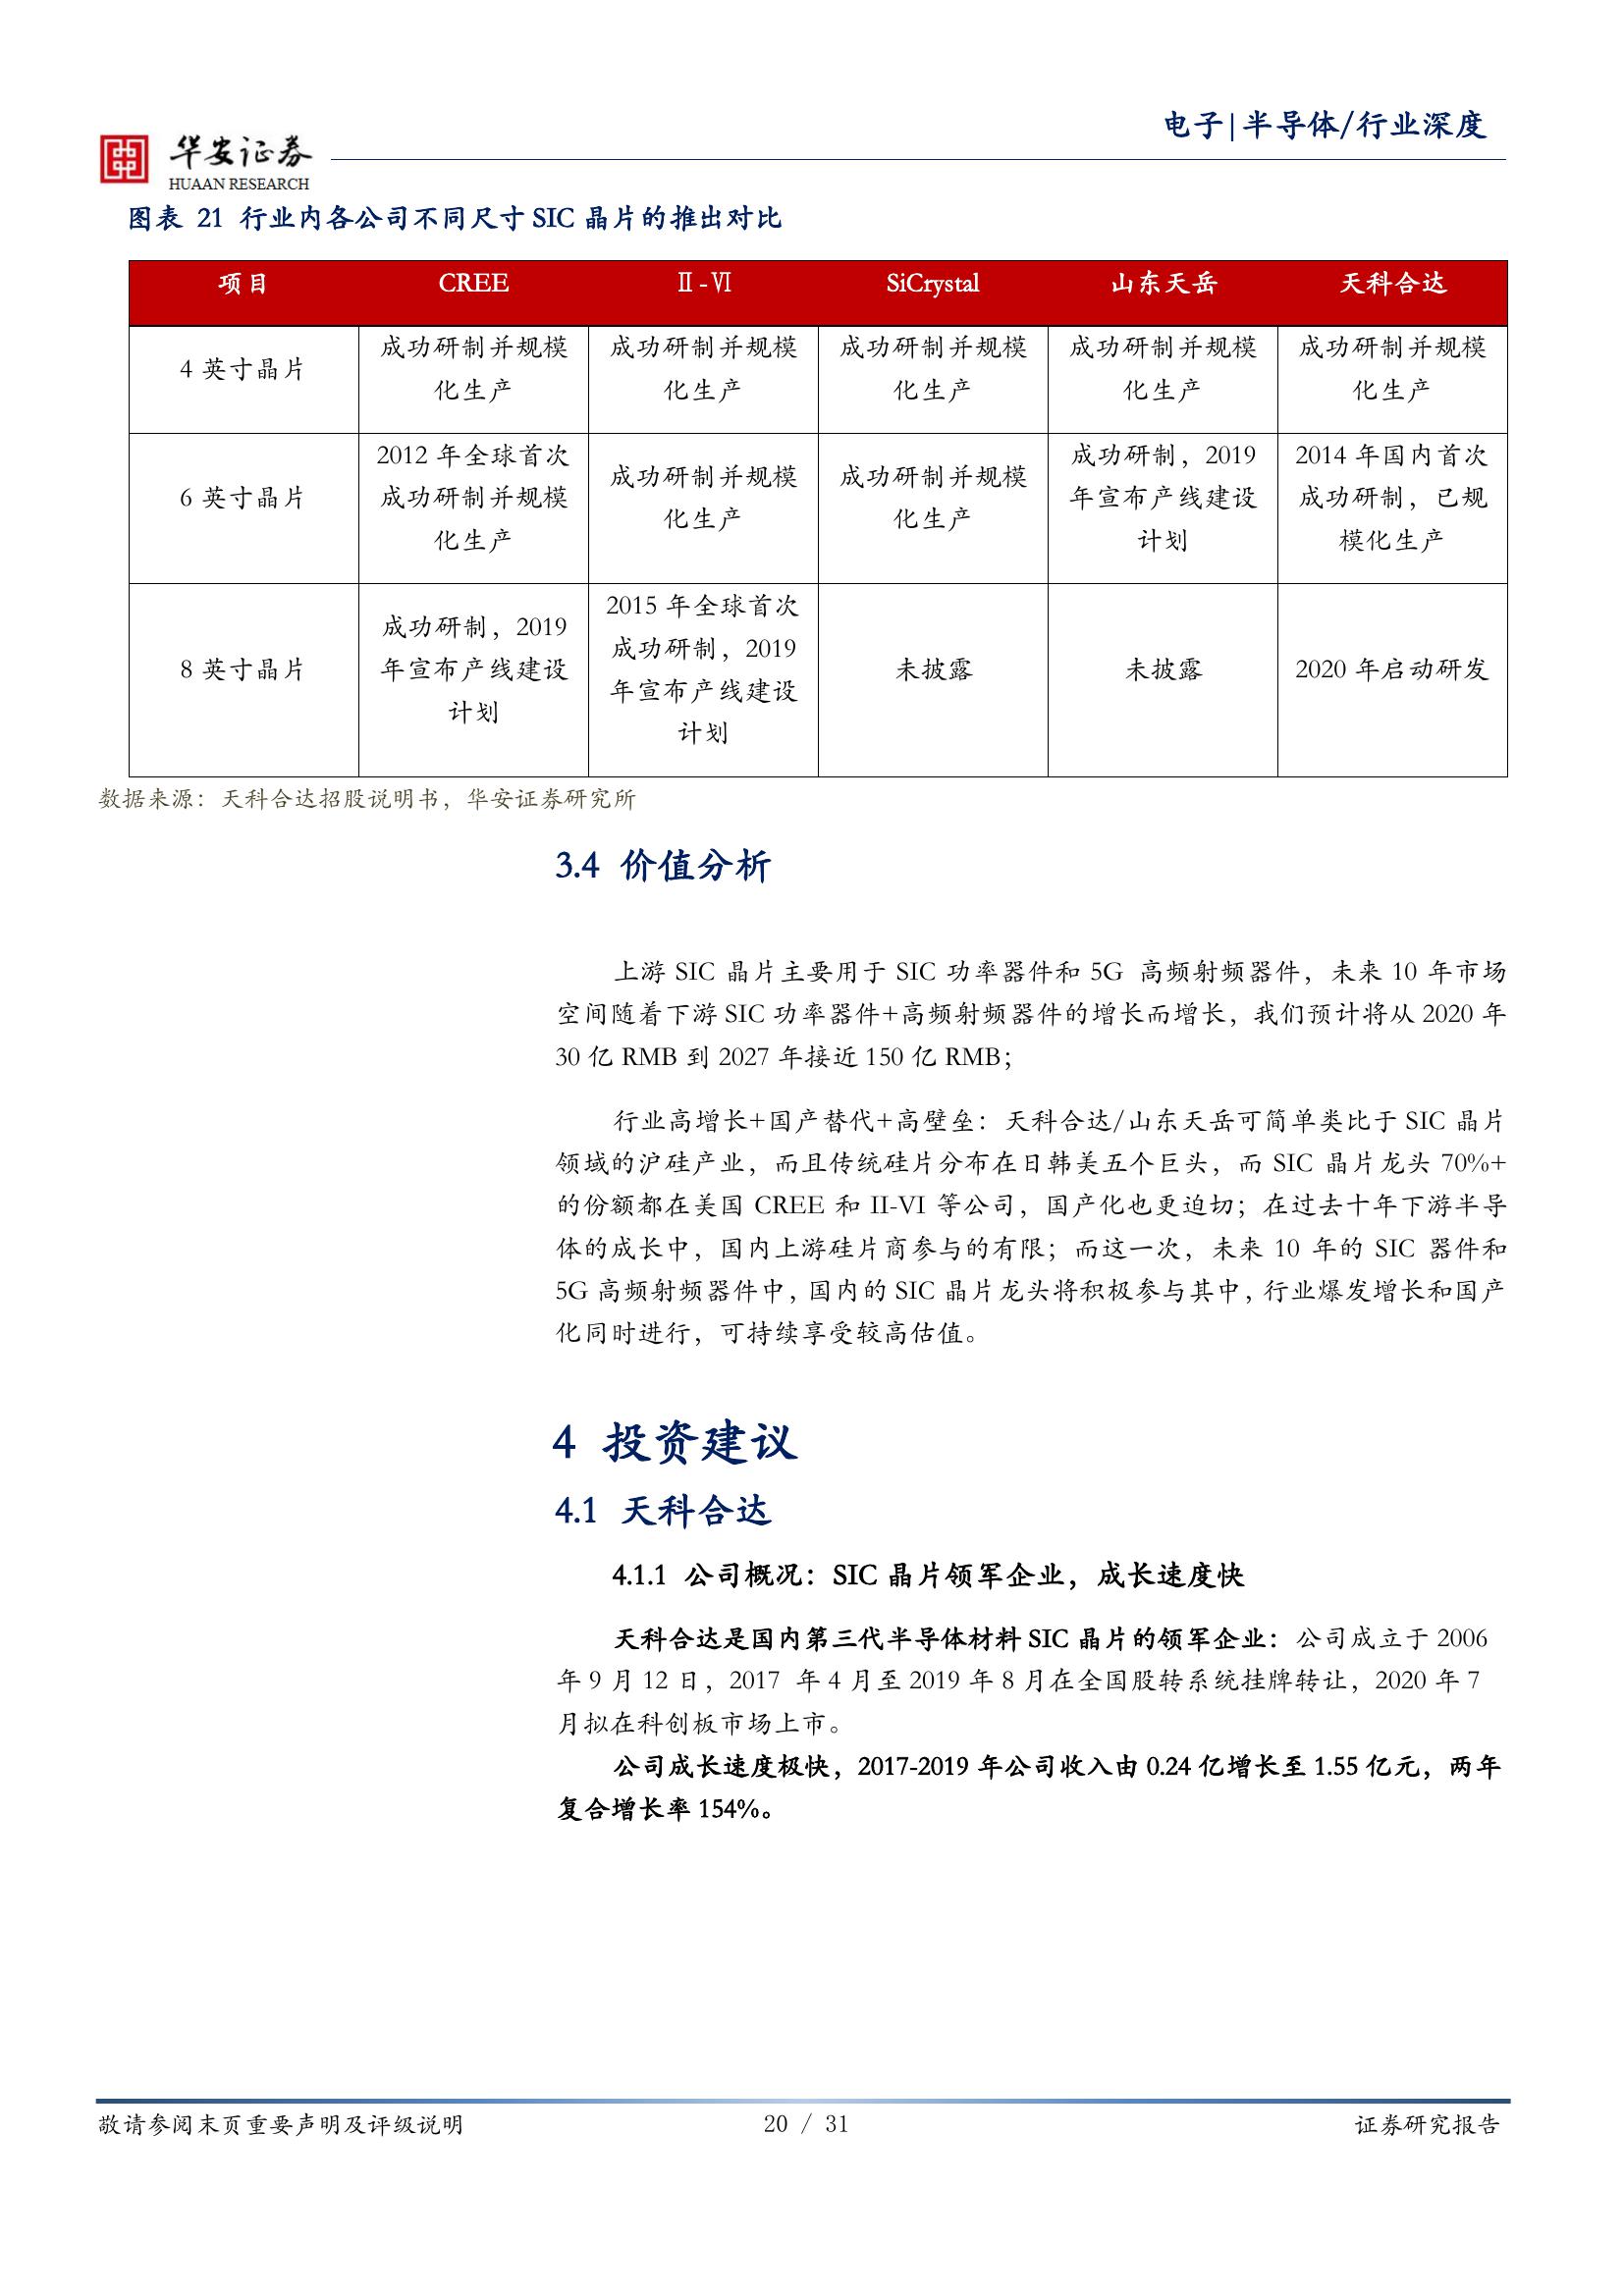 电子|半导体/行业深度
华安证券
HUAAN RESEARCH
图表 21 行业内各公司不同尺寸 SIC 晶片的推出对比
项目 CREE Ⅱ-Ⅵ SiCrystal 山东天岳 天科合达
4 英寸晶片 成功研制并规模化生产 成功研制并规模化生产 成功研制并规模化生产 成功研制并规模化生产 成功研制并规模化生产
6 英寸晶片 2012 年全球首次成功研制并规模化生产 成功研制并规模化生产 成功研制并规模化生产 成功研制，2019 年宣布产线建设计划 2014 年国内首次成功研制，已规模化生产
8 英寸晶片 成功研制，2019 年宣布产线建设计划 2015 年全球首次成功研制，2019 年宣布产线建设计划 未披露 未披露 2020 年启动研发
数据来源：天科合达招股说明书，华安证券研究所
3.4 价值分析
上游 SIC 晶片主要用于 SIC 功率器件和 5G 高频射频器件，未来 10 年市场
空间随着下游 SIC 功率器件+高频射频器件的增长而增长，我们预计将从 2020 年
30 亿 RMB 到 2027 年接近 150 亿 RMB；
行业高增长+国产替代+高壁垒：天科合达/山东天岳可简单类比于 SIC 晶片
领域的沪硅产业，而且传统硅片分布在日韩美五个巨头，而 SIC 晶片龙头 70%+
的份额都在美国 CREE 和 II-VI 等公司，国产化也更迫切；在过去十年下游半导
体的成长中，国内上游硅片商参与的有限；而这一次，未来 10 年的 SIC 器件和
5G 高频射频器件中，国内的 SIC 晶片龙头将积极参与其中，行业爆发增长和国产
化同时进行，可持续享受较高估值。
4 投资建议
4.1 天科合达
4.1.1 公司概况：SIC 晶片领军企业，成长速度快
天科合达是国内第三代半导体材料 SIC 晶片的领军企业：公司成立于 2006
年 9 月 12 日，2017 年 4 月至 2019 年 8 月在全国股转系统挂牌转让，2020 年 7
月拟在科创板市场上市。
公司成长速度极快，2017-2019 年公司收入由 0.24 亿增长至 1.55 亿元，两年
复合增长率 154%。
敬请参阅末页重要声明及评级说明 20 / 31 证券研究报告